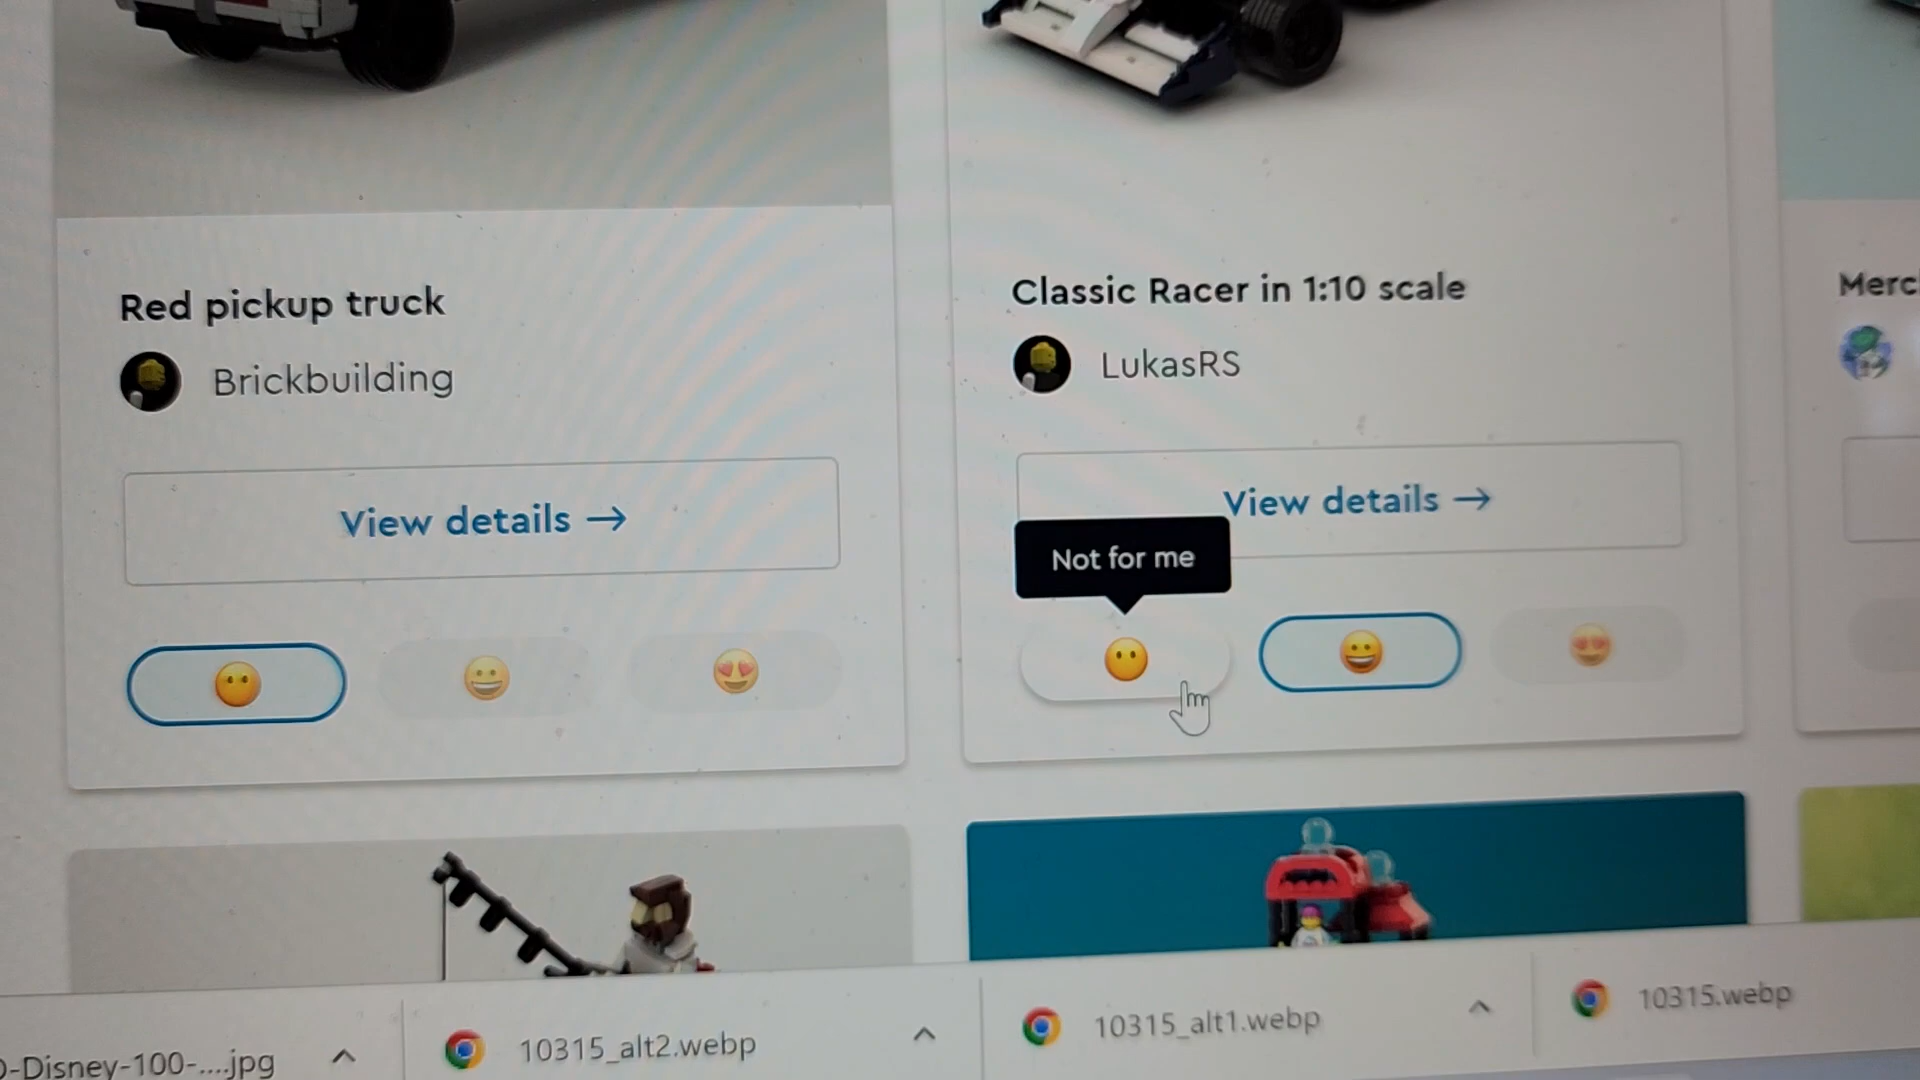 Red pickup truck
Brickbuilding
View details →
Classic Racer in 1:10 scale
LukasRS
View details →
Not for me
Merc
-Disney-100-....jpg
10315_alt2.webp
10315_alt1.webp
10315.webp